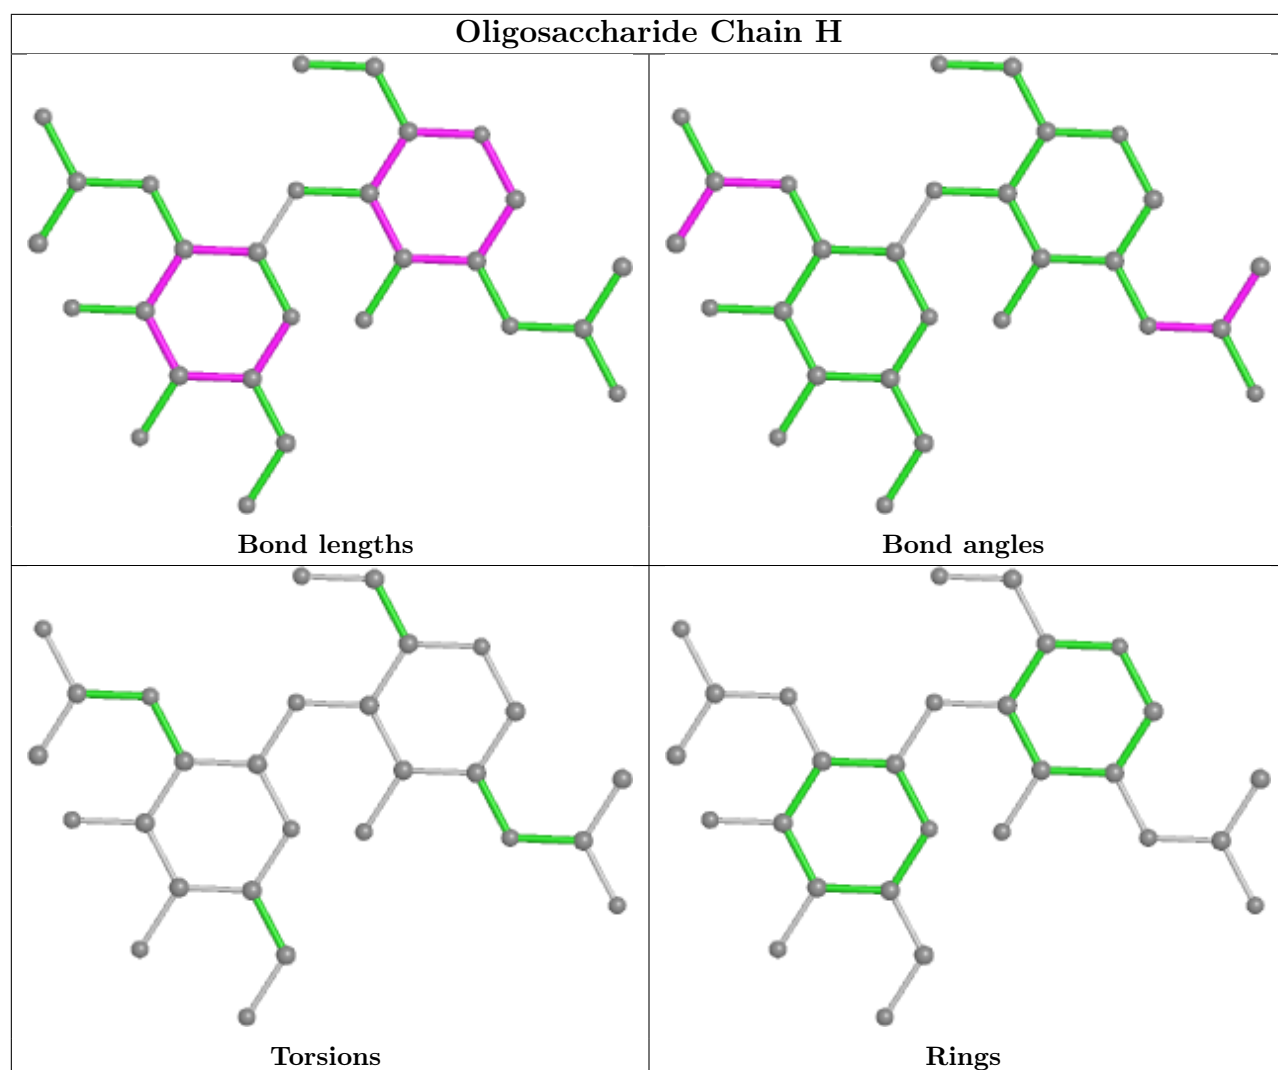 Oligosaccharide Chain H
Bond lengths
Bond angles
Torsions
Rings